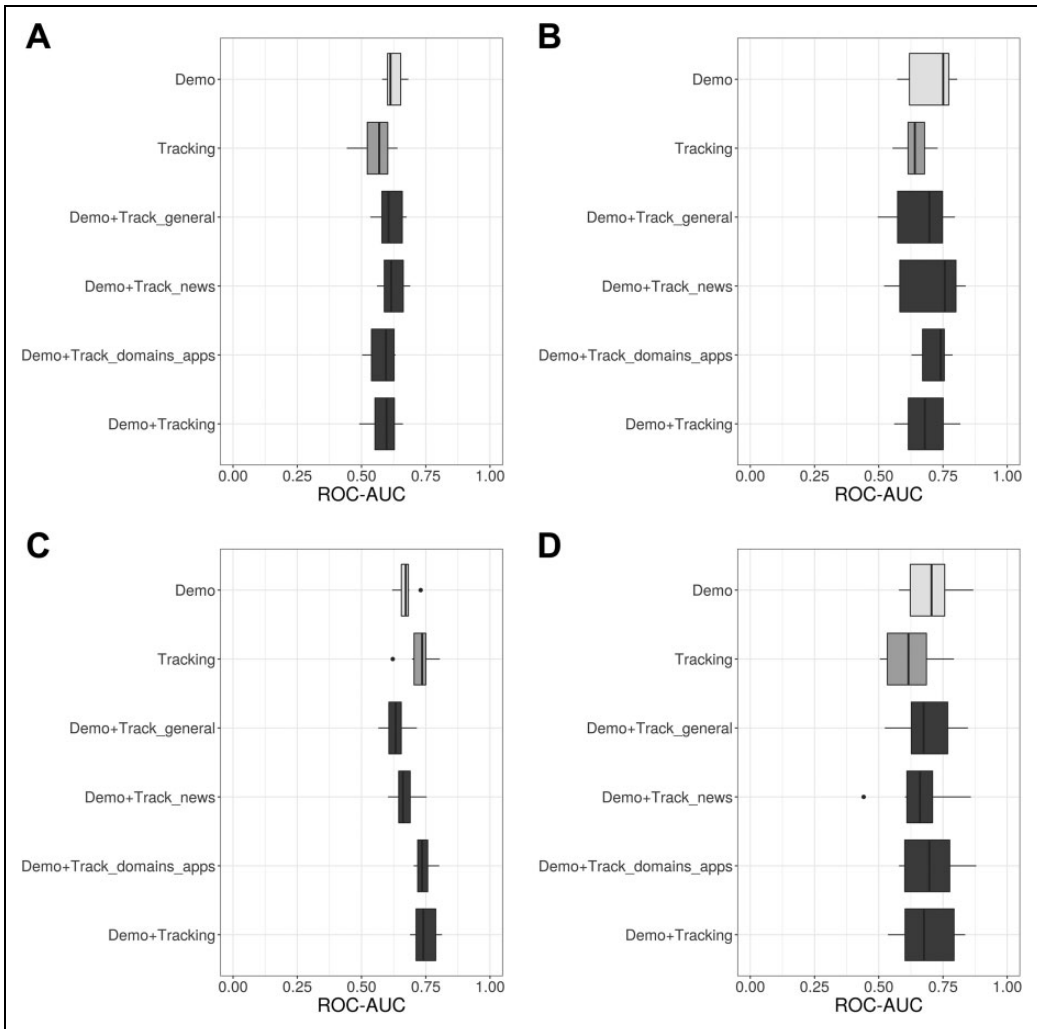 A
Demo
Tracking
Demo+Track_general
Demo+Track_news
Demo+Track_domains_apps
Demo+Tracking
0.00 0.25 0.50 0.75 1.00
ROC-AUC
B
Demo
Tracking
Demo+Track_general
Demo+Track_news
Demo+Track_domains_apps
Demo+Tracking
0.00 0.25 0.50 0.75 1.00
ROC-AUC
C
Demo
Tracking
Demo+Track_general
Demo+Track_news
Demo+Track_domains_apps
Demo+Tracking
0.00 0.25 0.50 0.75 1.00
ROC-AUC
D
Demo
Tracking
Demo+Track_general
Demo+Track_news
Demo+Track_domains_apps
Demo+Tracking
0.00 0.25 0.50 0.75 1.00
ROC-AUC